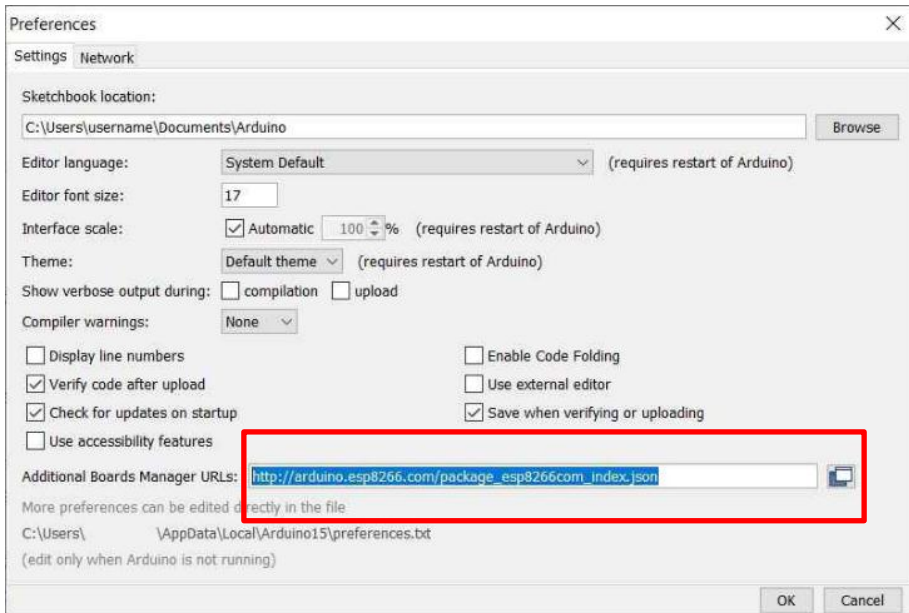 Preferences
Settings Network
Sketchbook location:
C:\Users\username\Documents\Arduino Browse
Editor language: System Default (requires restart of Arduino)
Editor font size: 17
Interface scale: Automatic 100 % (requires restart of Arduino)
Theme: Default theme (requires restart of Arduino)
Show verbose output during: compilation upload
Compiler warnings: None
Display line numbers Enable Code Folding
Verify code after upload Use external editor
Check for updates on startup Save when verifying or uploading
Use accessibility features
Additional Boards Manager URLs: http://arduino.esp8266.com/package_esp8266com_index.json
More preferences can be edited directly in the file
C:\Users\ \AppData\Local\Arduino15\preferences.txt
(edit only when Arduino is not running)
OK Cancel